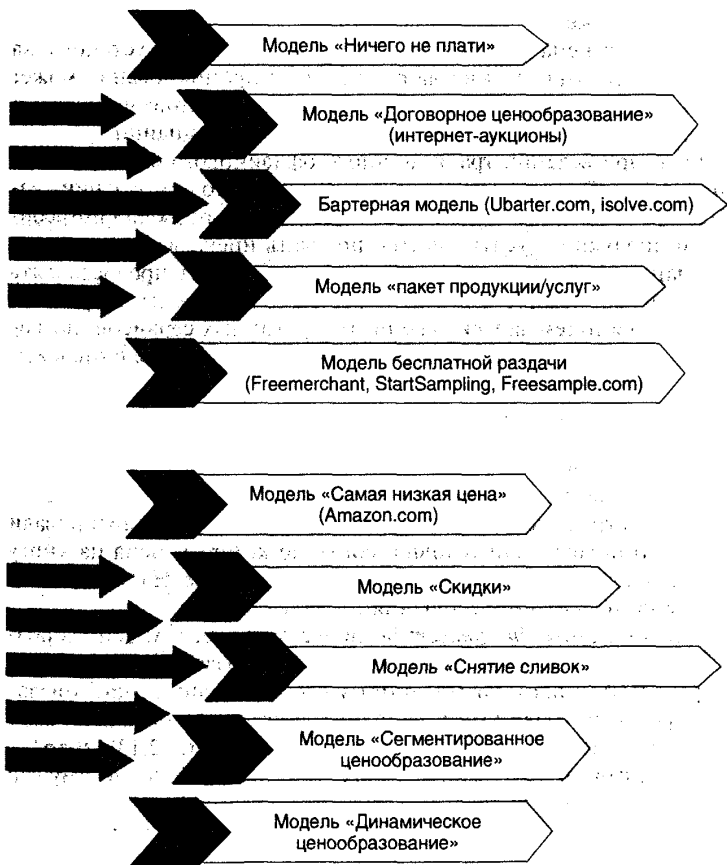 Модель «Ничего не плати»
Модель «Договорное ценообразование»
(интернет-аукционы)
Бартерная модель (Ubarter.com, isolve.com)
Модель «пакет продукции/услуг»
Модель бесплатной раздачи
(Freemerchant, StartSampling, Freesample.com)
Модель «Самая низкая цена»
(Amazon.com)
Модель «Скидки»
Модель «Снятие сливок»
Модель «Сегментированное
ценообразование»
Модель «Динамическое
ценообразование»